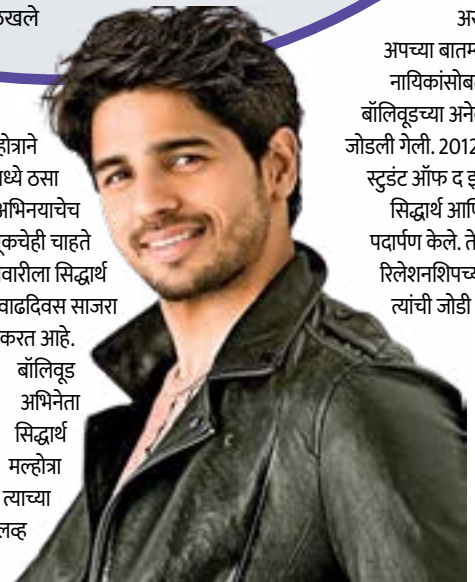 होत्राने
ध्ये ठसा
अभिनयाचेच
कचेही चाहते
वारीला सिद्धार्थ
वाढदिवस साजरा
करत आहे.
बॉलिवूड
अभिनेता
सिद्धार्थ
मल्होत्रा
त्याच्या
लव्ह
अपच्या बातम
नायिकांसोब
बॉलिवूडच्या अने
जोडली गेली. 2012
स्टुडंट ऑफ द इ
सिद्धार्थ आणि
पदार्पण केले. ते
रिलेशनशिपच्य
त्यांची जोडी